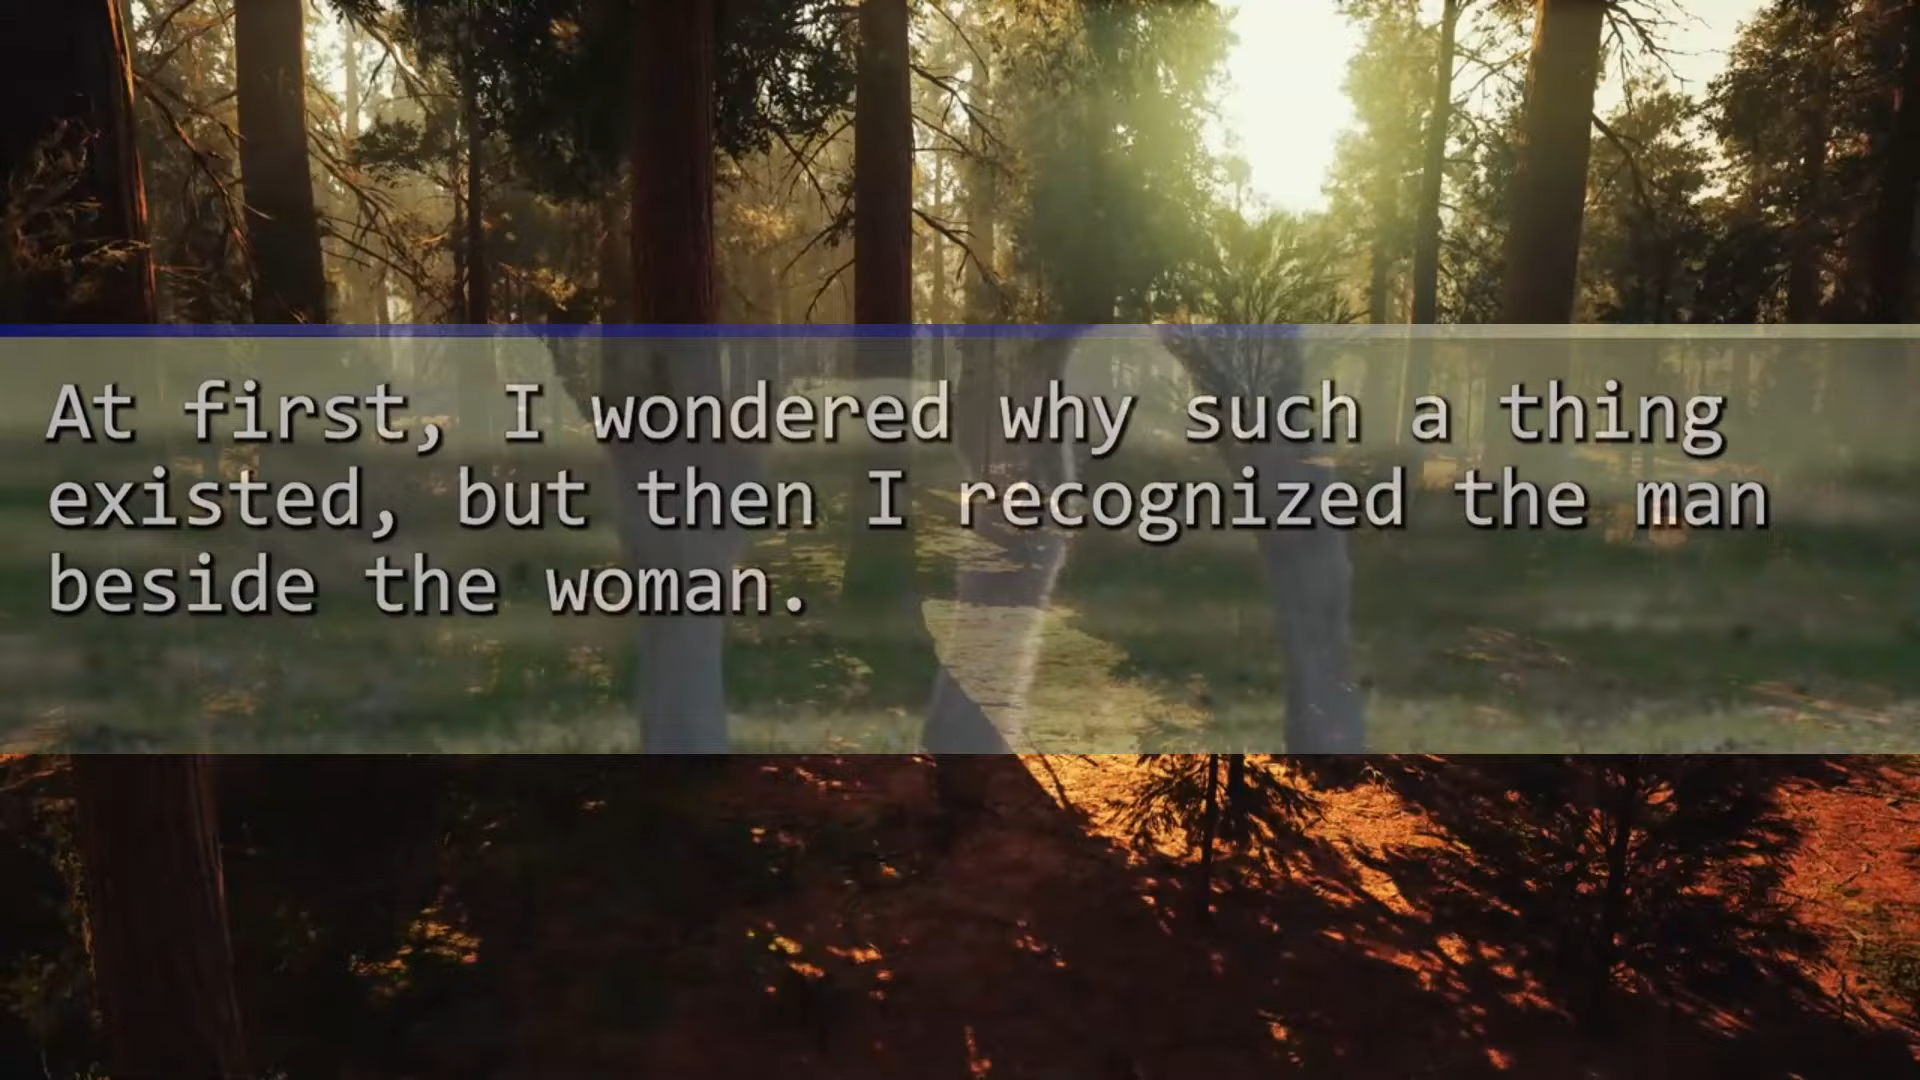 At first, I wondered why such a thing
existed, but then I recognized the man
beside the woman.